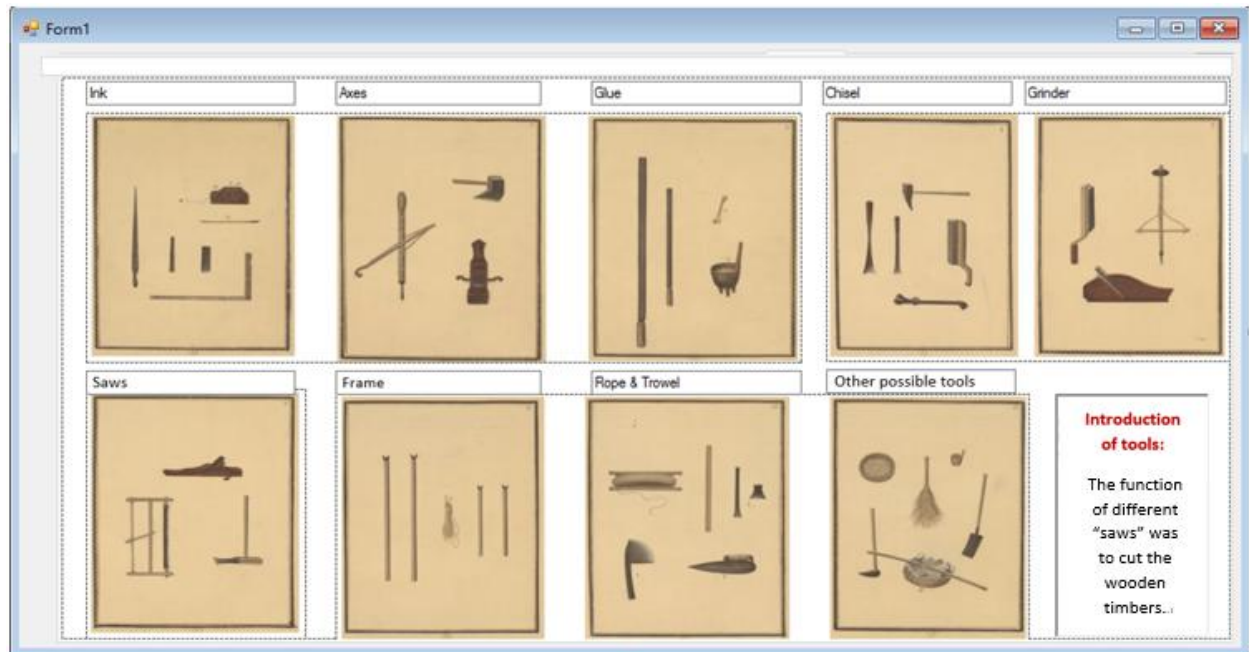 Form1
Ink
Axes
Glue
Chisel
Grinder
Saws
Frame
Rope & Trowel
Other possible tools
Introduction
of tools:
The function
of different
“saws” was
to cut the
wooden
timbers..